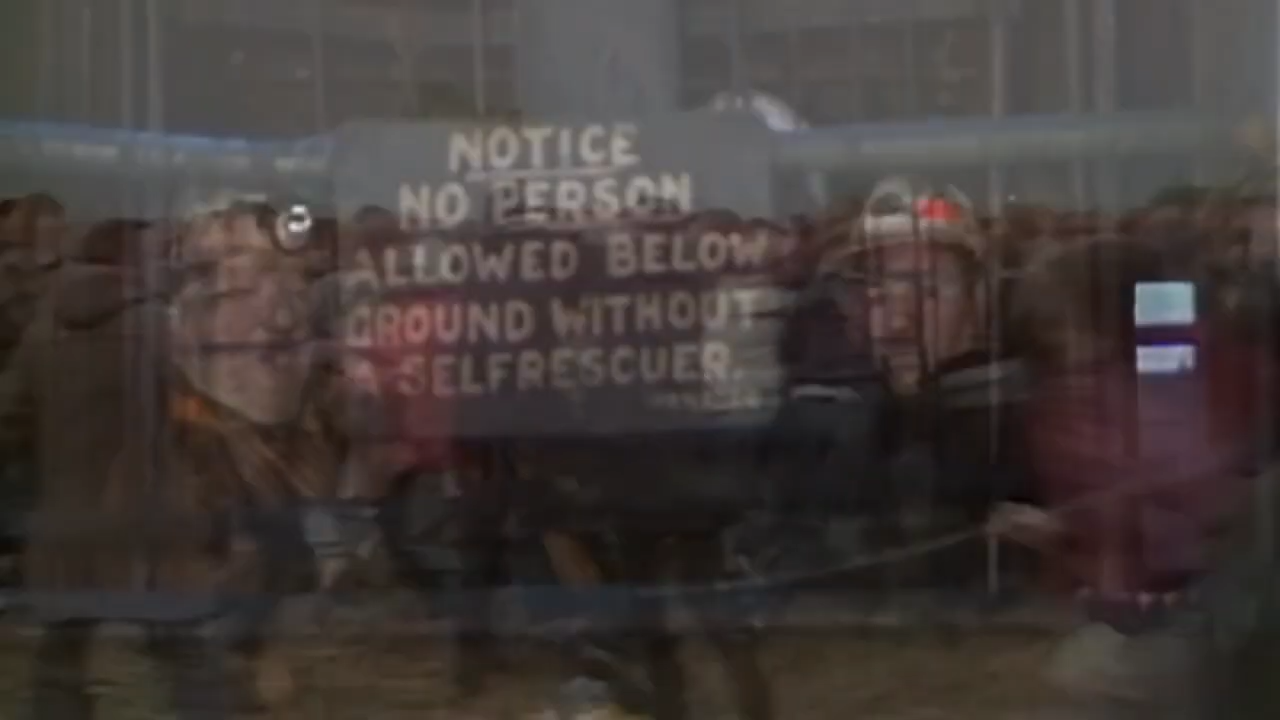 NOTICE
NO PERSON
ALLOWED BELOW
GROUND WITHOUT
A SELFRESCUER.